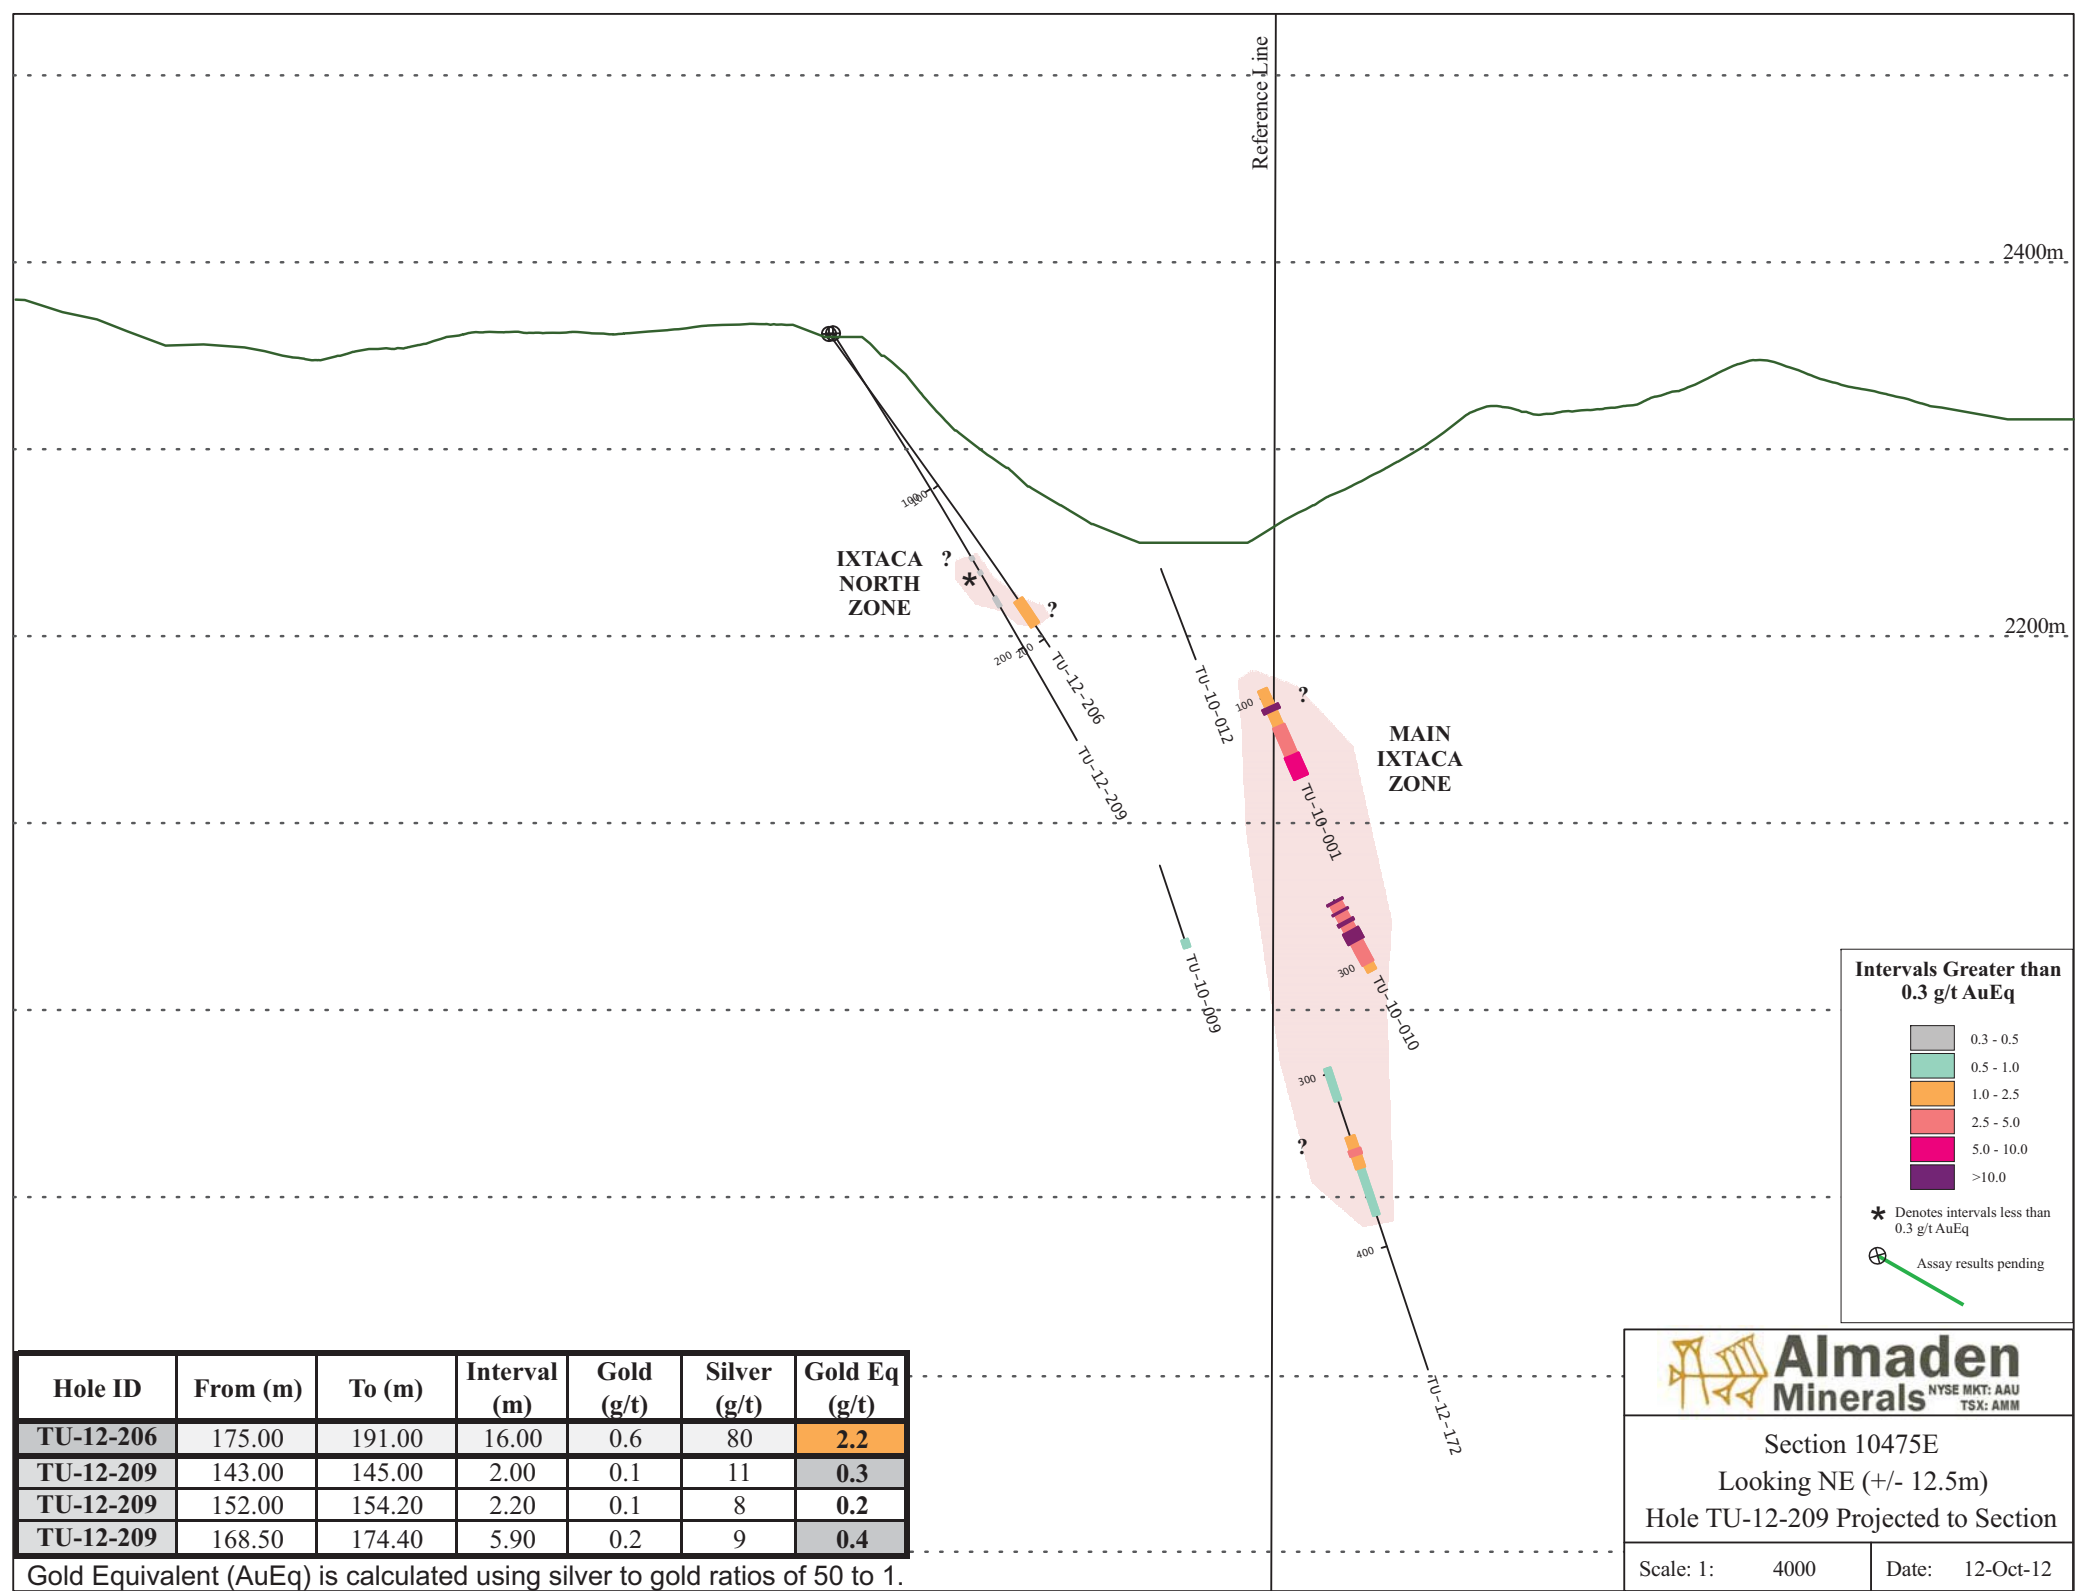 Reference Line
2400m
IXTACA ?
NORTH *
ZONE
?
100
100
200
200
2200m
TU-12-206
TU-12-209
TU-10-012
100
?
MAIN
IXTACA
ZONE
TU-10-001
TU-10-009
300
TU-10-010
300
?
400
TU-12-172
Intervals Greater than
0.3 g/t AuEq
0.3 - 0.5
0.5 - 1.0
1.0 - 2.5
2.5 - 5.0
5.0 - 10.0
>10.0
* Denotes intervals less than
0.3 g/t AuEq
Assay results pending
Hole ID From (m) To (m) Interval (m) Gold (g/t) Silver (g/t) Gold Eq (g/t)
TU-12-206 175.00 191.00 16.00 0.6 80 2.2
TU-12-209 143.00 145.00 2.00 0.1 11 0.3
TU-12-209 152.00 154.20 2.20 0.1 8 0.2
TU-12-209 168.50 174.40 5.90 0.2 9 0.4
Gold Equivalent (AuEq) is calculated using silver to gold ratios of 50 to 1.
Almaden
Minerals NYSE MKT: AAU
TSX: AMM
Section 10475E
Looking NE (+/- 12.5m)
Hole TU-12-209 Projected to Section
Scale: 1: 4000 Date: 12-Oct-12